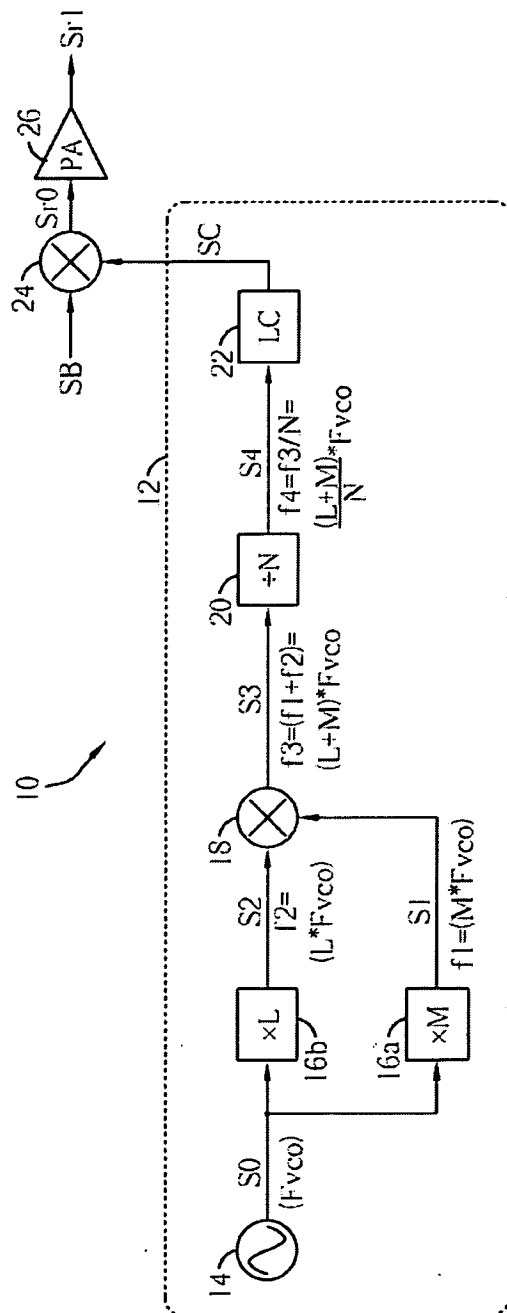 10
12
14
S0
(Fvco)
×L
16b
×M
16a
S2
f2=
(L*Fvco)
S1
f1=(M*Fvco)
18
S3
f3=(f1+f2)=
(L+M)*Fvco
20
÷N
S4
f4=f3/N=
(L+M)*Fvco
N
22
LC
SC
SB
24
Sr0
26
PA
Sr1